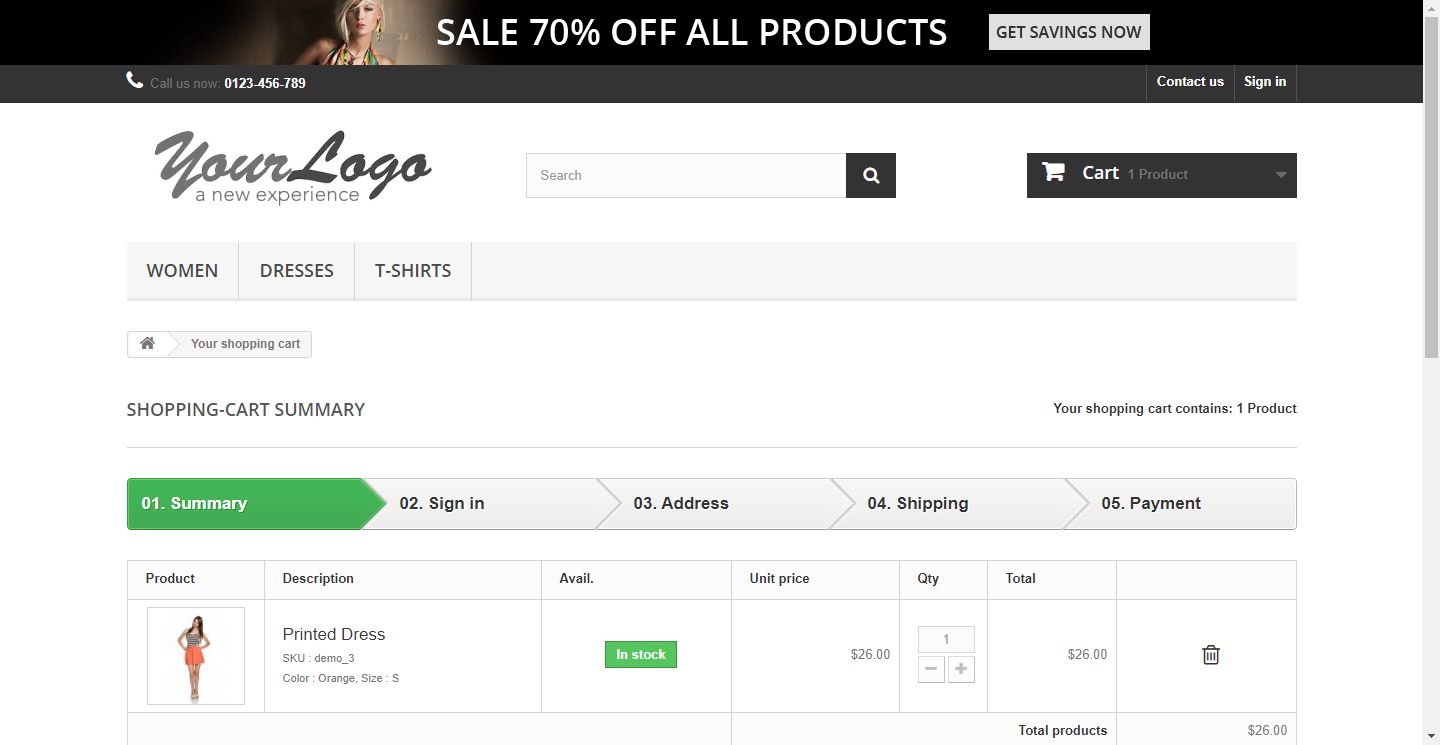 SALE 70% OFF ALL PRODUCTS GET SAVINGS NOW
Call us now: 0123-456-789 Contact us Sign in
YourLogo
a new experience
Search
Cart 1 Product
WOMEN DRESSES T-SHIRTS
Your shopping cart
SHOPPING-CART SUMMARY Your shopping cart contains: 1 Product
01. Summary 02. Sign in 03. Address 04. Shipping 05. Payment
Product Description Avail. Unit price Qty Total
Printed Dress
SKU : demo_3
Color : Orange, Size : S
In stock
$26.00
1
$26.00
Total products $26.00